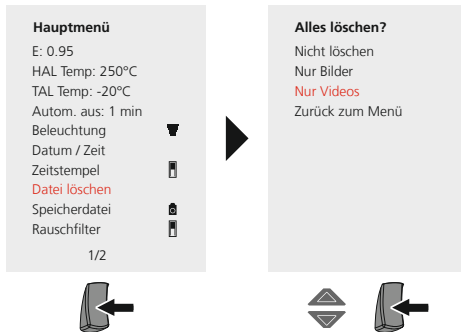 Hauptmenü
E: 0.95
HAL Temp: 250°C
TAL Temp: -20°C
Autom. aus: 1 min
Beleuchtung
Datum / Zeit
Zeitstempel
Datei löschen
Speicherdatei
Rauschfilter
1/2
Alles löschen?
Nicht löschen
Nur Bilder
Nur Videos
Zurück zum Menü